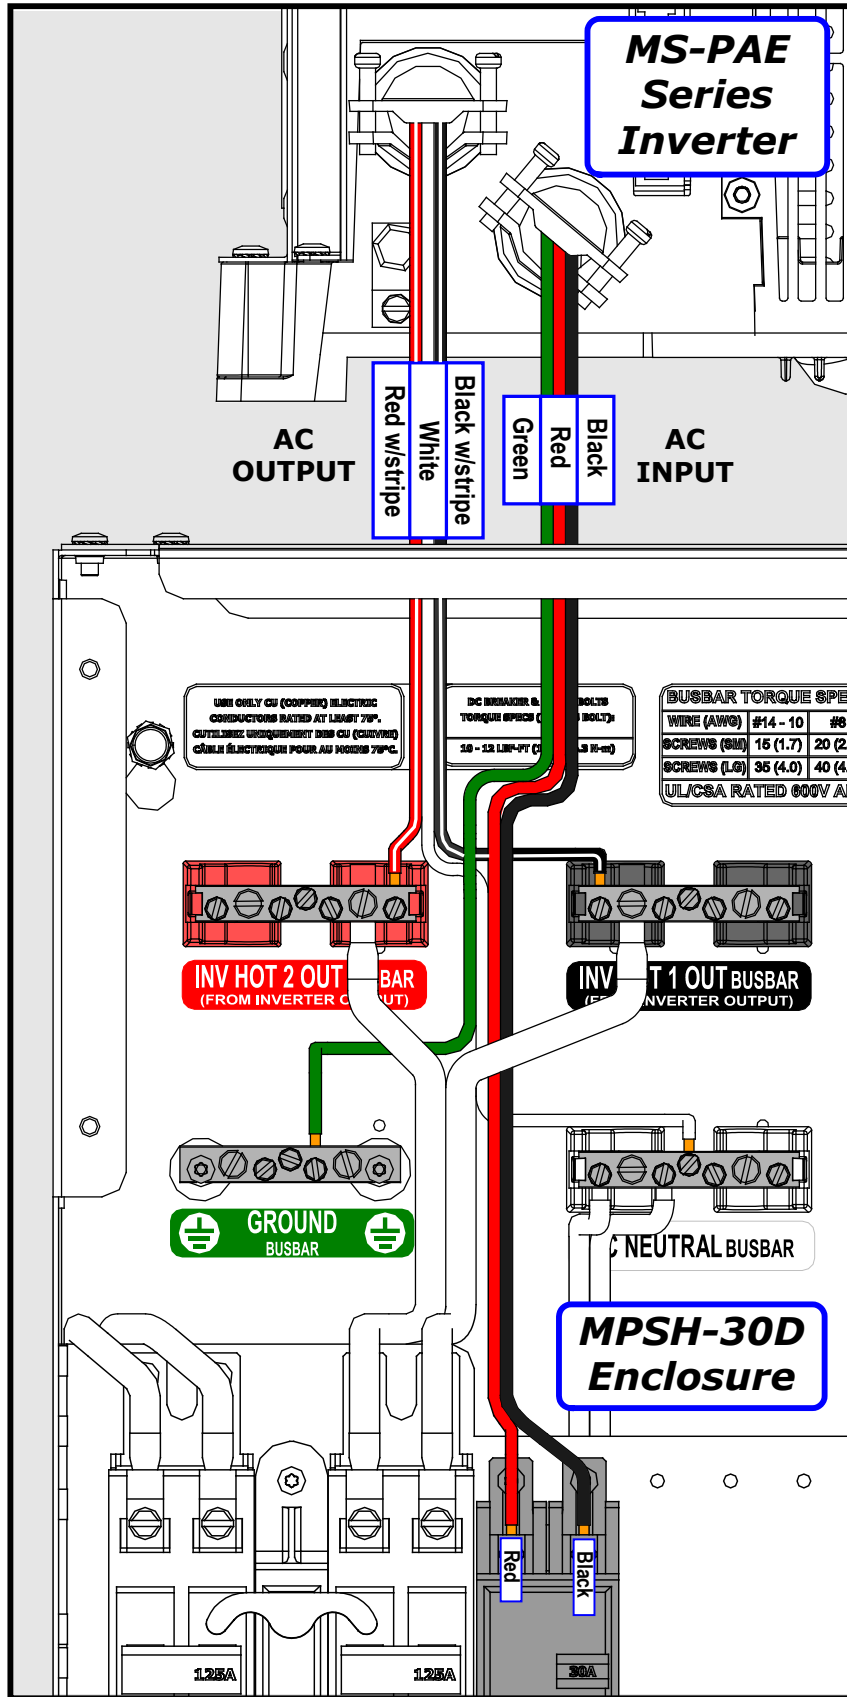 MS-PAE
Series
Inverter
AC
OUTPUT
Red w/stripe
White
Black w/stripe
Green
Red
Black
AC
INPUT
USE ONLY CU (COPPER) ELECTRIC
CONDUCTORS RATED AT LEAST 75°.
CUTILISEZ UNIQUEMENT DES CU (CUIVRE)
CÂBLE ÉLECTRIQUE POUR AU MOINS 75°C.
DC BREAKER & BOLTS
TORQUE SPECS ( BOLT):
10 - 12 LBF-FT (1 .3 N-m)
BUSBAR TORQUE SPE
WIRE (AWG) #14 - 10 #8
SCREWS (SM) 15 (1.7) 20 (2.
SCREWS (LG) 35 (4.0) 40 (4.
UL/CSA RATED 600V A
INV HOT 2 OUT BAR
(FROM INVERTER O PUT)
INV T 1 OUT BUSBAR
(F INVERTER OUTPUT)
GROUND
BUSBAR
C NEUTRAL BUSBAR
MPSH-30D
Enclosure
Red
Black
125A
125A
30A